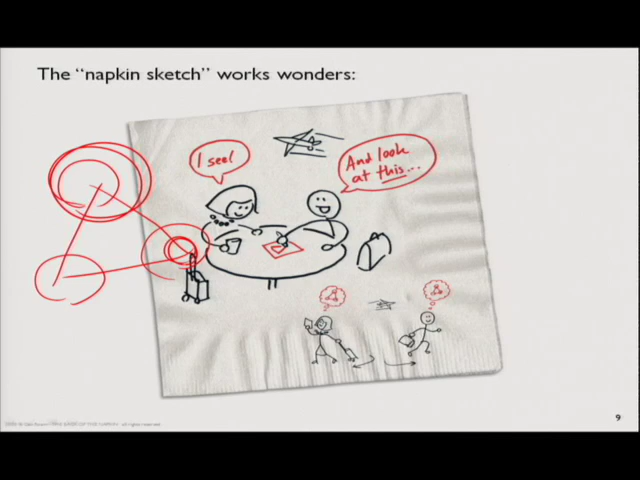 The “napkin sketch” works wonders:
I see!
And look
at this...
9